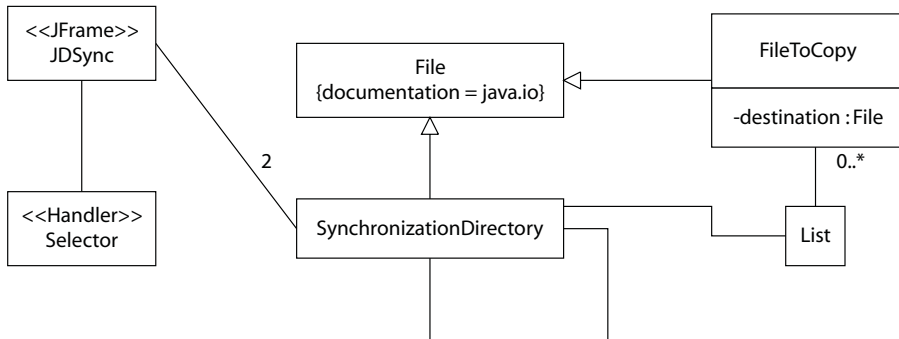 <<JFrame>>
JDSync
File
{documentation = java.io}
FileToCopy
-destination : File
2
0..*
<<Handler>>
Selector
SynchronizationDirectory
List